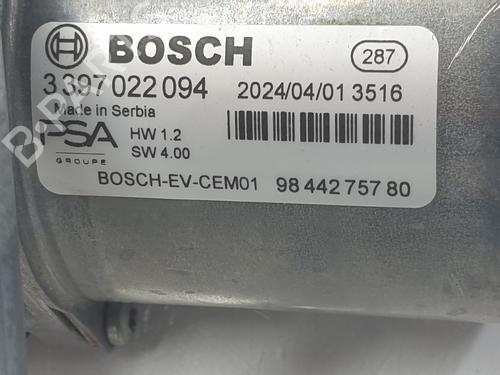 BOSCH 287
3 397 022 094 2024/04/01 3516
Made in Serbia
PSA
GROUPE
HW 1.2
SW 4.00
BOSCH-EV-CEM01 98 442 757 80